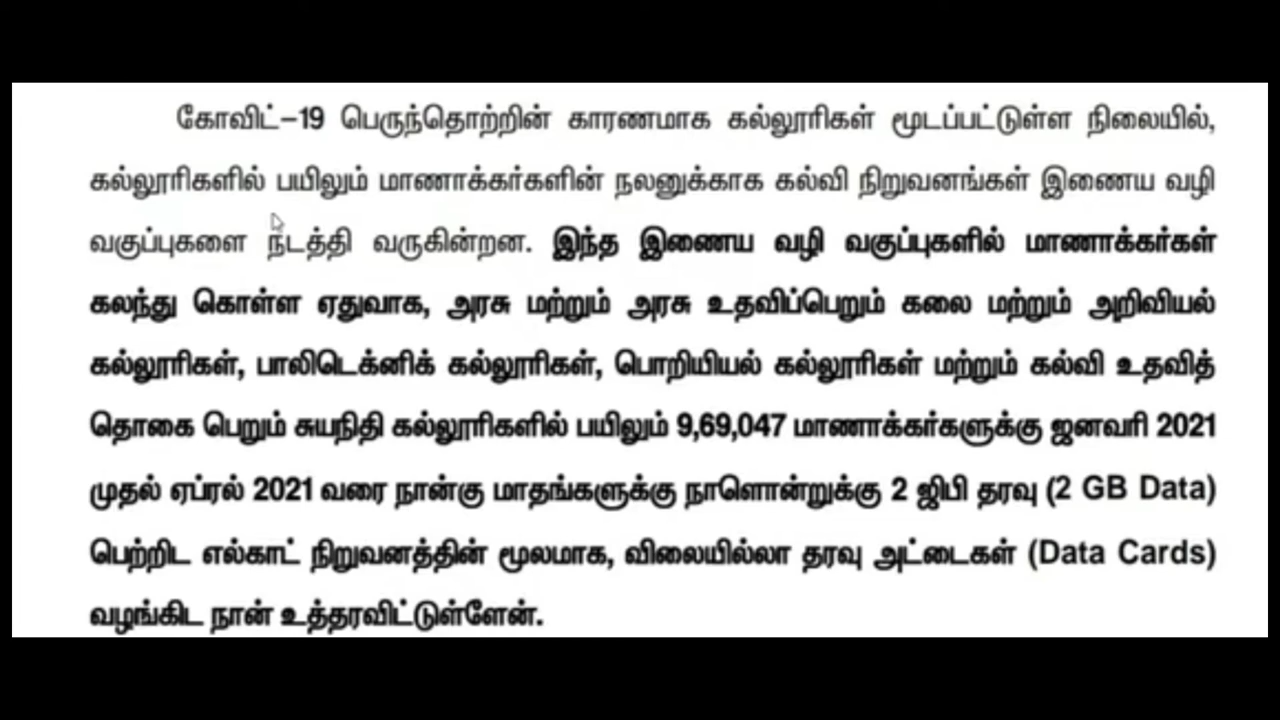 கோவிட்–19 பெருந்தொற்றின் காரணமாக கல்லூரிகள் மூடப்பட்டுள்ள நிலையில்,
கல்லூரிகளில் பயிலும் மாணாக்கர்களின் நலனுக்காக கல்வி நிறுவனங்கள் இணைய வழி
வகுப்புகளை நடத்தி வருகின்றன. இந்த இணைய வழி வகுப்புகளில் மாணாக்கர்கள்
கலந்து கொள்ள ஏதுவாக, அரசு மற்றும் அரசு உதவிப்பெறும் கலை மற்றும் அறிவியல்
கல்லூரிகள், பாலிடெக்னிக் கல்லூரிகள், பொறியியல் கல்லூரிகள் மற்றும் கல்வி உதவித்
தொகை பெறும் சுயநிதி கல்லூரிகளில் பயிலும் 9,69,047 மாணாக்கர்களுக்கு ஜனவரி 2021
முதல் ஏப்ரல் 2021 வரை நான்கு மாதங்களுக்கு நாளொன்றுக்கு 2 ஜிபி தரவு (2 GB Data)
பெற்றிட எல்காட் நிறுவனத்தின் மூலமாக, விலையில்லா தரவு அட்டைகள் (Data Cards)
வழங்கிட நான் உத்தரவிட்டுள்ளேன்.